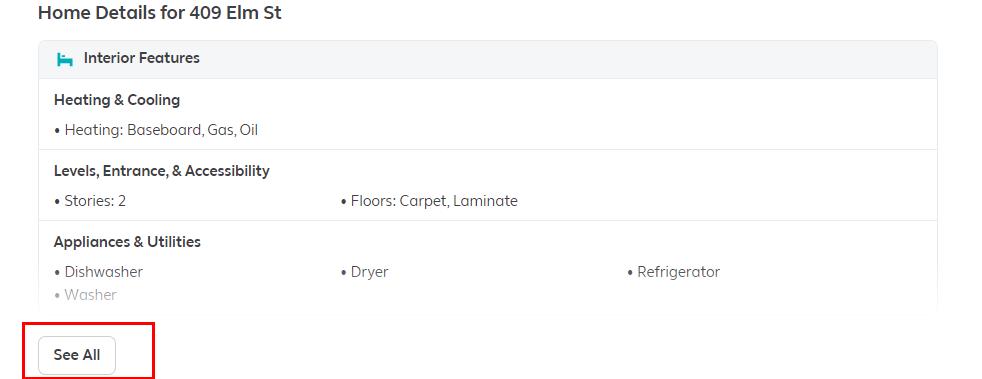 Home Details for 409 Elm St
Interior Features
Heating & Cooling
• Heating: Baseboard, Gas, Oil
Levels, Entrance, & Accessibility
• Stories: 2 • Floors: Carpet, Laminate
Appliances & Utilities
• Dishwasher • Dryer • Refrigerator
• Washer
See All